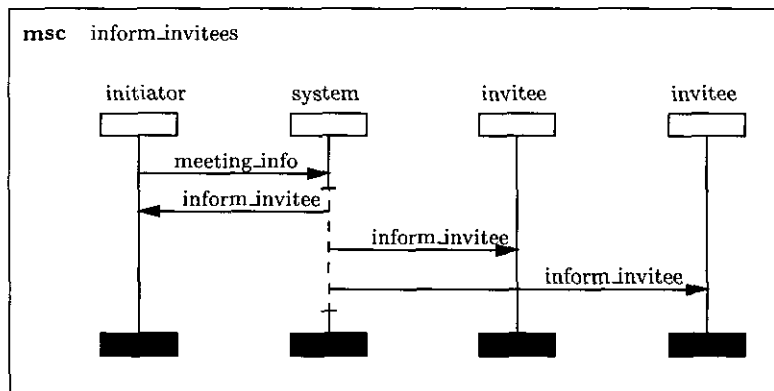 msc inform_invitees
initiator system invitee invitee
meeting_info
inform_invitee
inform_invitee
inform_invitee